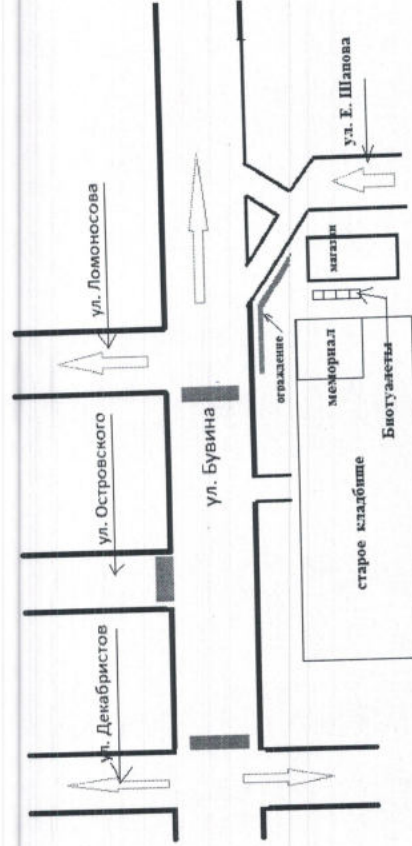 ул. Ломоносова
ул. Островского
ул. Декабристов
ул. Бувина
ул. Е. Шапова
магазин
ограждение
мемориал
Биотуалеты
старое кладбище